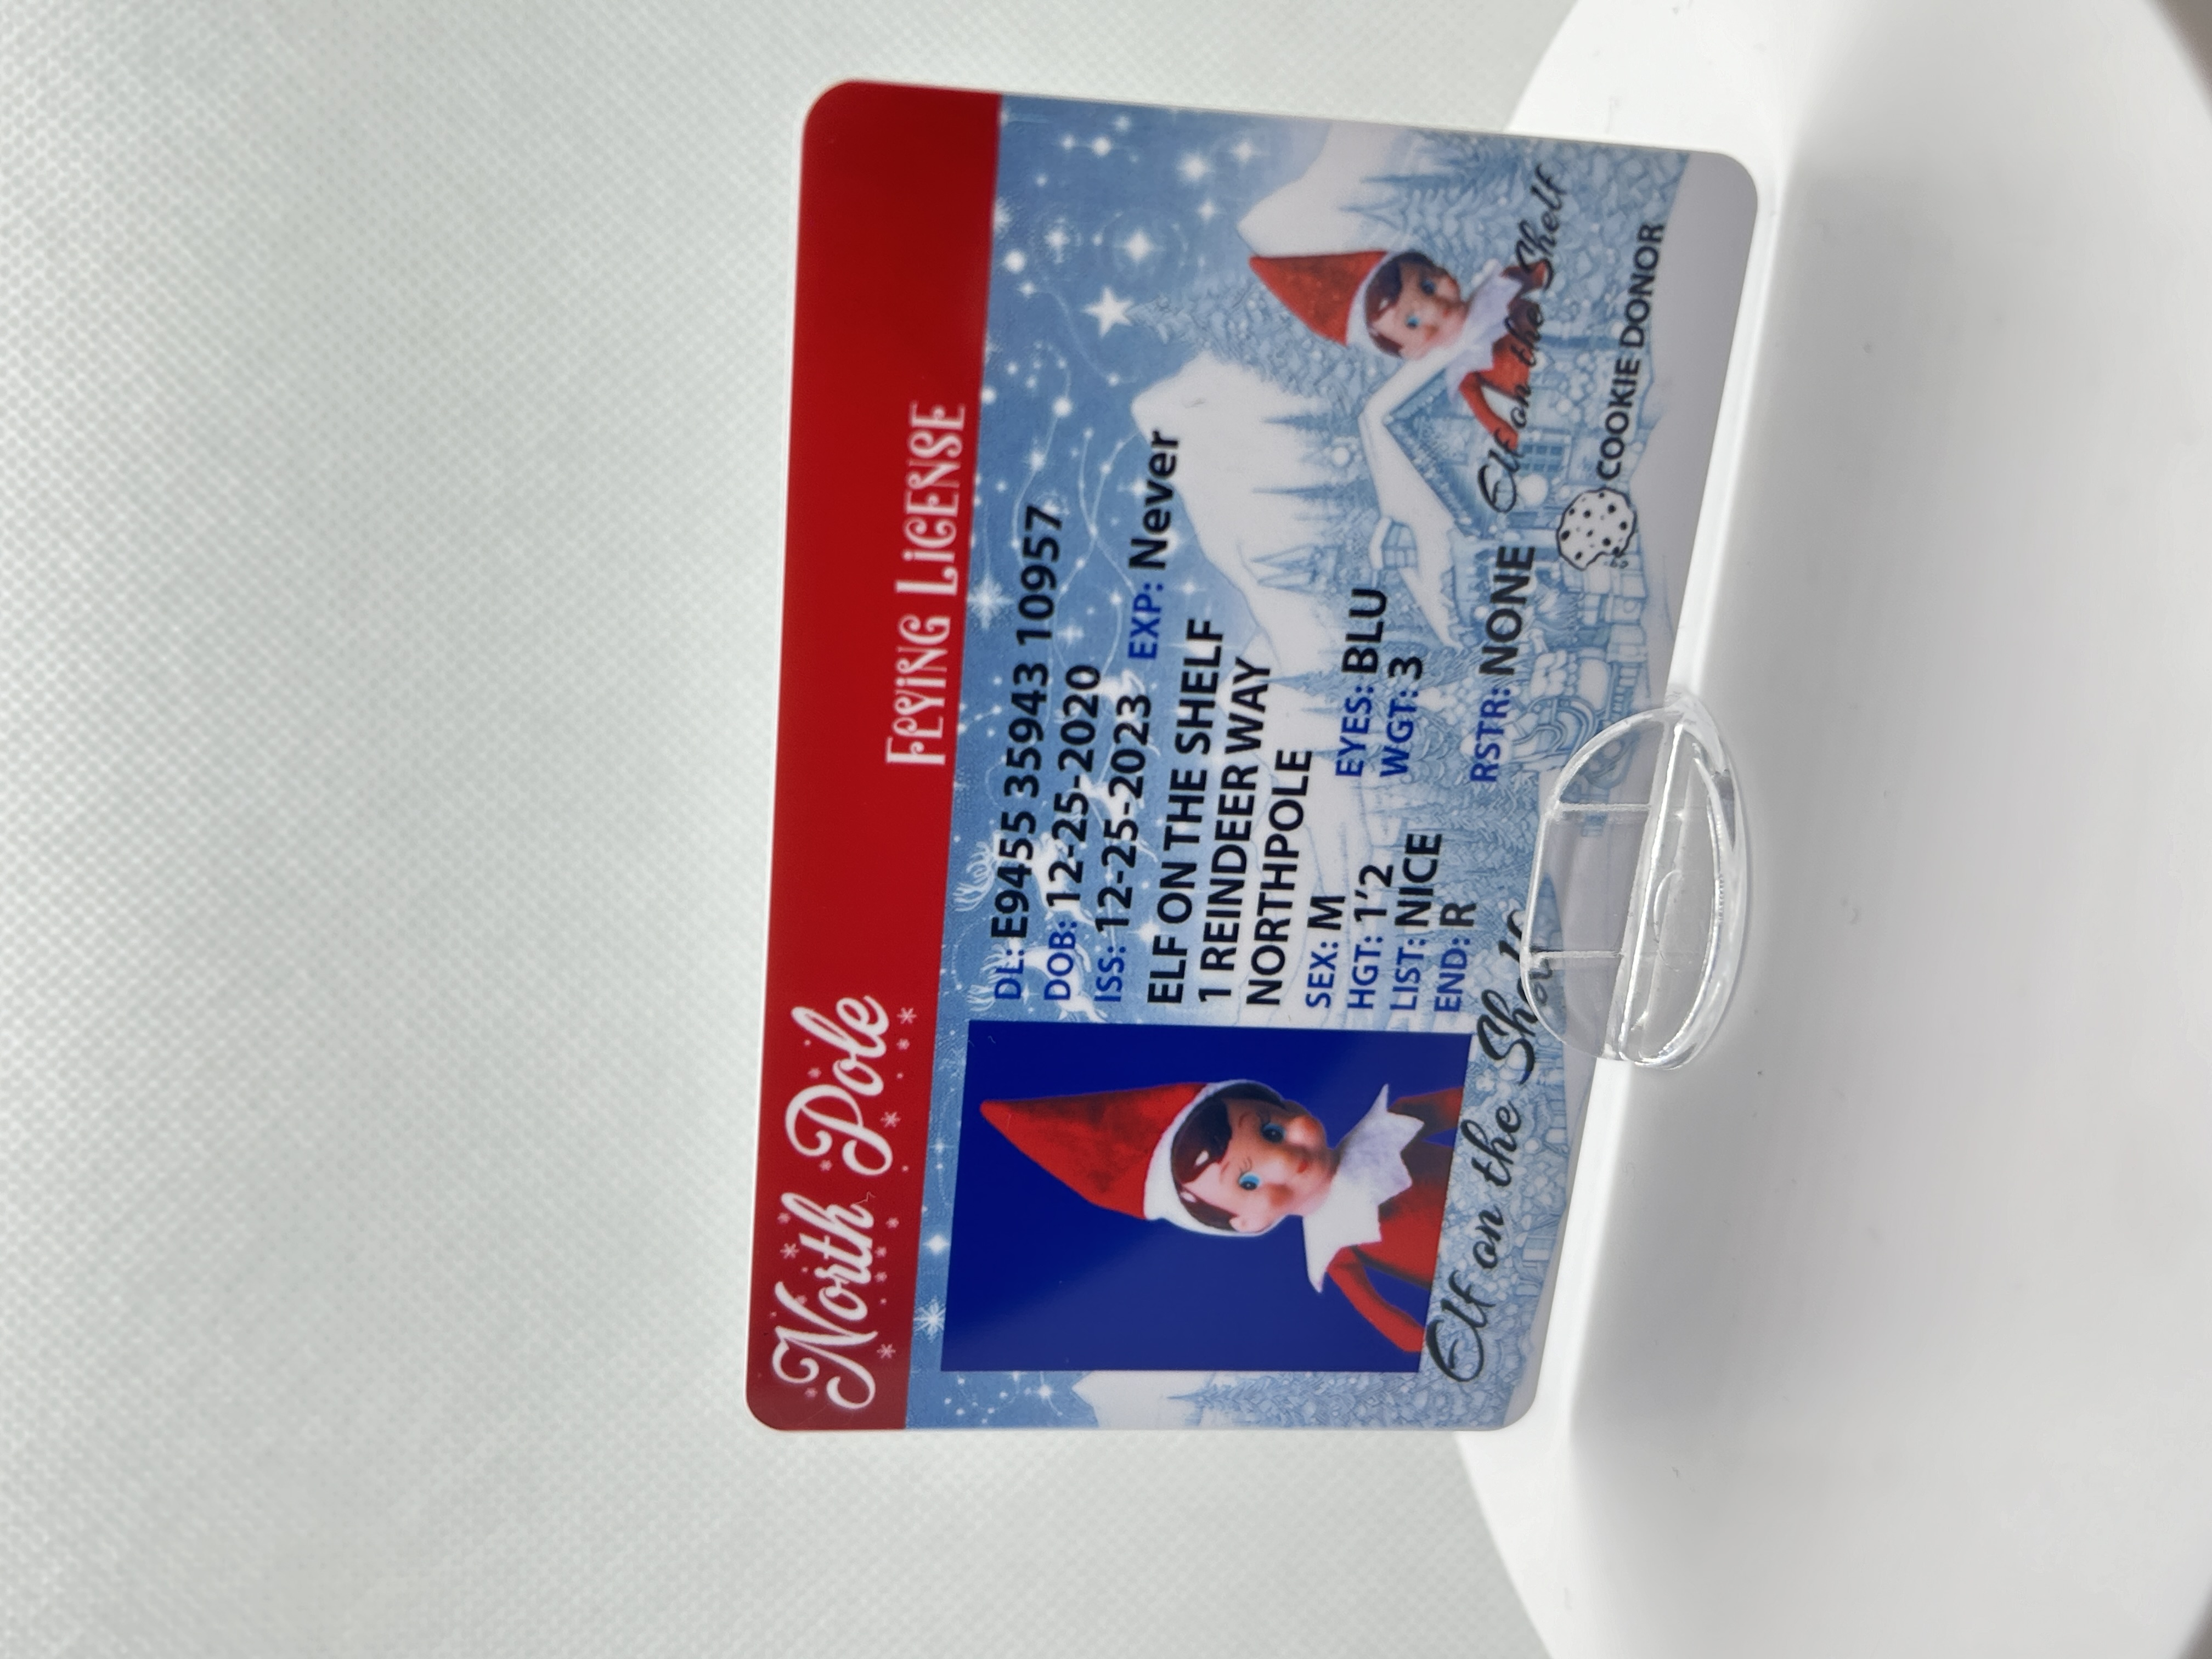 North Pole
FLYING LICENSE
DL: E9455 35943 10957
DOB: 12-25-2020
ISS: 12-25-2023 EXP: Never
ELF ON THE SHELF
1 REINDEER WAY
NORTHPOLE
SEX: M EYES: BLU
HGT: 1'2 WGT: 3
LIST: NICE
END: R RSTR: NONE
Elf on the Shelf
Elf on the Shelf
COOKIE DONOR